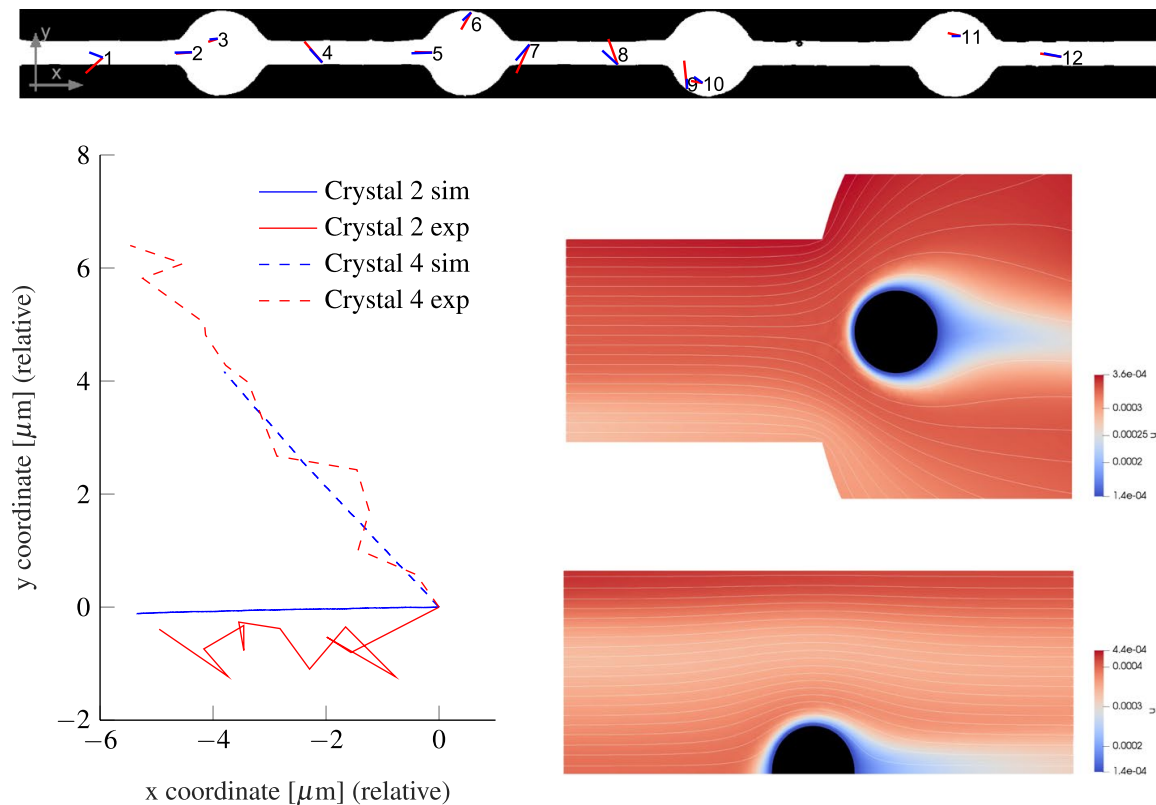 y
x
1
2
3
4
5
6
7
8
9
10
11
12
8
6
4
2
0
−2
−6
−4
−2
0
y coordinate [μm] (relative)
x coordinate [μm] (relative)
Crystal 2 sim
Crystal 2 exp
Crystal 4 sim
Crystal 4 exp
3.6e-04
0.0003
0.00025
0.0002
1.4e-04
4.4e-04
0.0004
0.0003
0.0002
1.4e-04